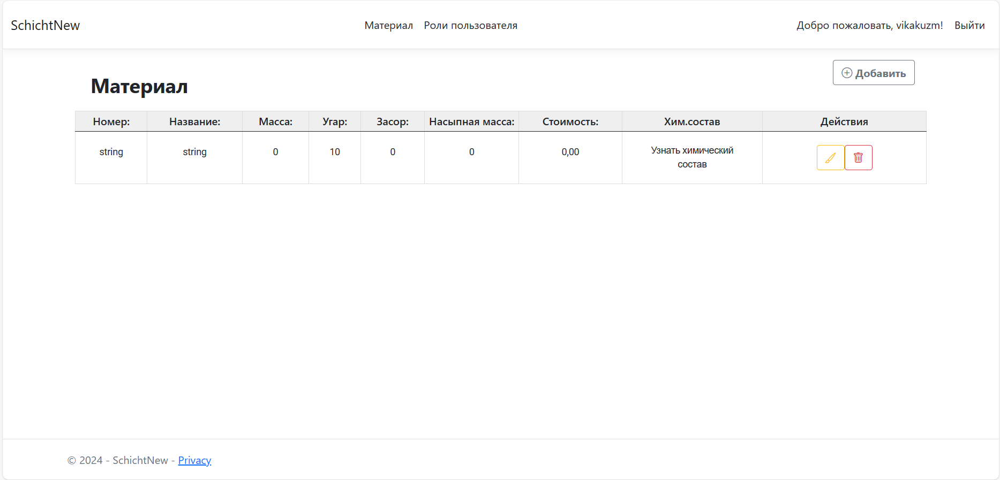 SchichtNew Материал Роли пользователя Добро пожаловать, vikakuzm! Выйти
Добавить
Материал
Номер: Название: Масса: Угар: Засор: Насыпная масса: Стоимость: Хим.состав Действия
string string 0 10 0 0 0,00 Узнать химический
состав
© 2024 - SchichtNew - Privacy